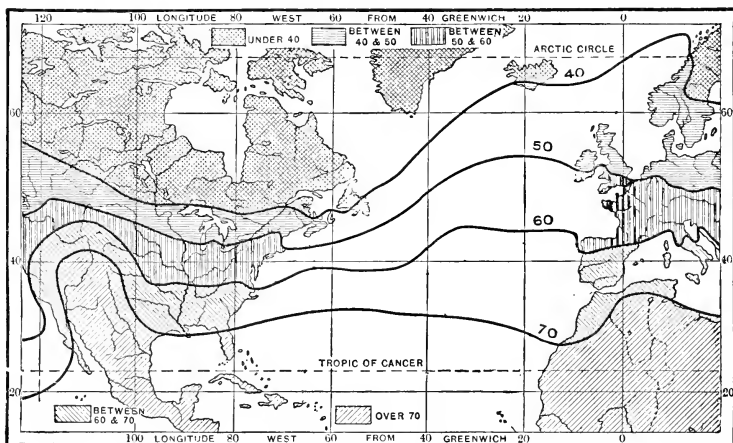 120 100 LONGITUDE 80 WEST 60 FROM 40 GREENWICH 20 0
UNDER 40
BETWEEN
40 & 50
BETWEEN
50 & 60
ARCTIC CIRCLE
40
60
60
50
60
40
40
70
TROPIC OF CANCER
20
20
BETWEEN
60 & 70
OVER 70
100 LONGITUDE 80 WEST 60 FROM 40 GREENWICH 20 0